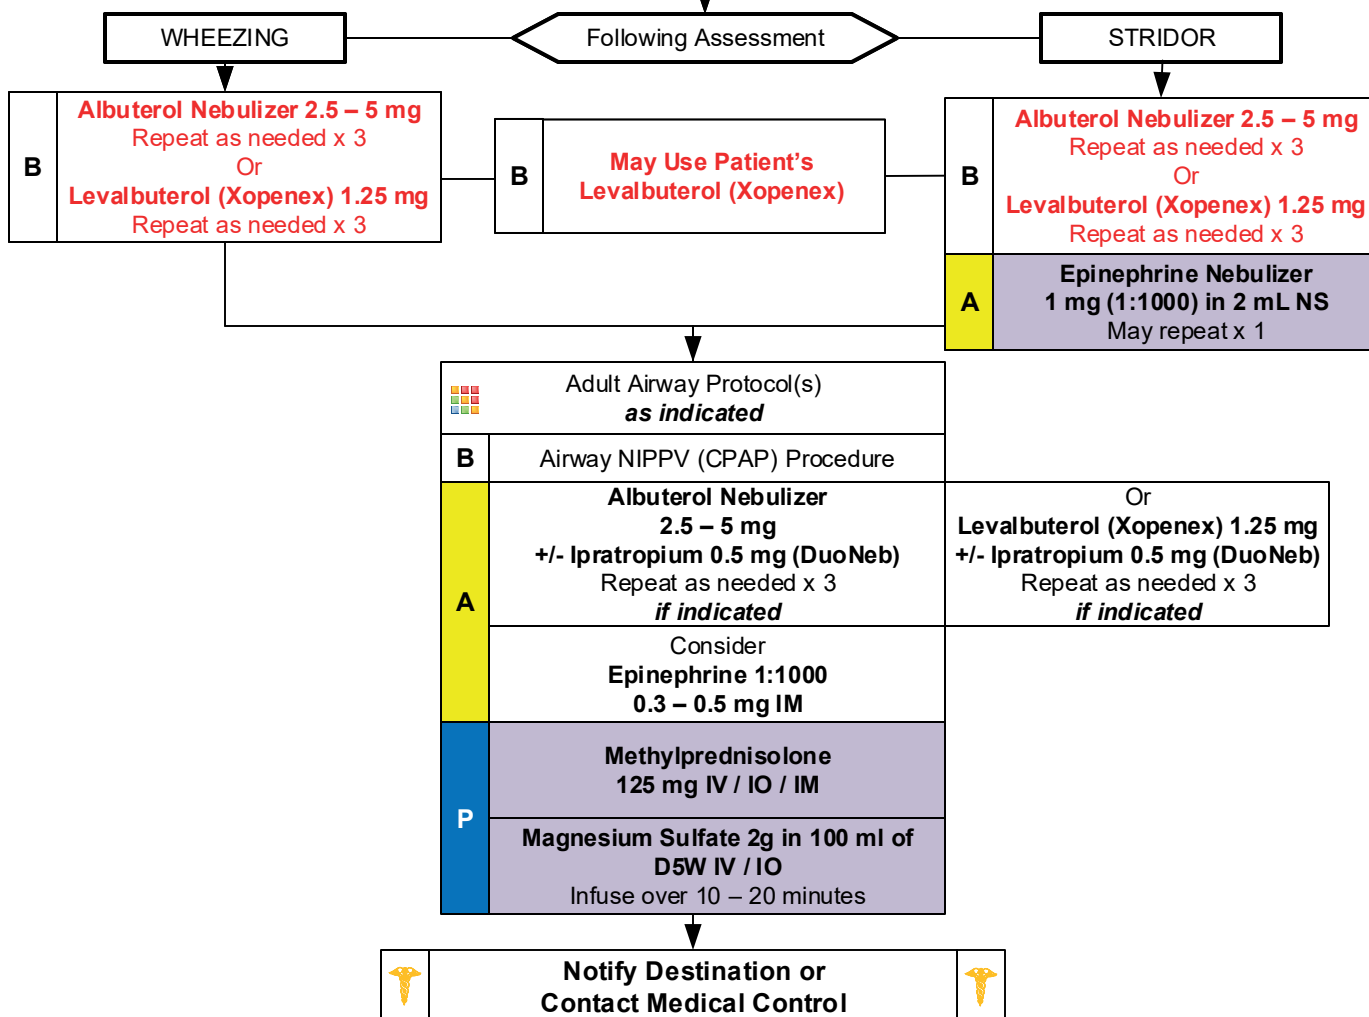 WHEEZING
Following Assessment
STRIDOR
B
Albuterol Nebulizer 2.5 – 5 mg
Repeat as needed x 3
Or
Levalbuterol (Xopenex) 1.25 mg
Repeat as needed x 3
B
May Use Patient’s
Levalbuterol (Xopenex)
B
Albuterol Nebulizer 2.5 – 5 mg
Repeat as needed x 3
Or
Levalbuterol (Xopenex) 1.25 mg
Repeat as needed x 3
A
Epinephrine Nebulizer
1 mg (1:1000) in 2 mL NS
May repeat x 1
Adult Airway Protocol(s)
as indicated
B
Airway NIPPV (CPAP) Procedure
A
Albuterol Nebulizer
2.5 – 5 mg
+/- Ipratropium 0.5 mg (DuoNeb)
Repeat as needed x 3
if indicated
Or
Levalbuterol (Xopenex) 1.25 mg
+/- Ipratropium 0.5 mg (DuoNeb)
Repeat as needed x 3
if indicated
Consider
Epinephrine 1:1000
0.3 – 0.5 mg IM
P
Methylprednisolone
125 mg IV / IO / IM
Magnesium Sulfate 2g in 100 ml of
D5W IV / IO
Infuse over 10 – 20 minutes
Notify Destination or
Contact Medical Control